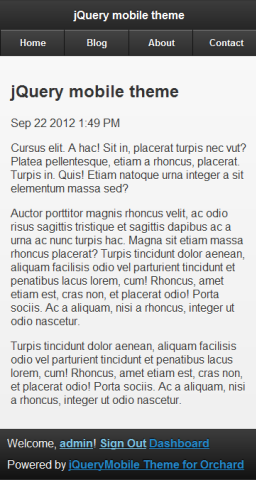 jQuery mobile theme
Home Blog About Contact
jQuery mobile theme
Sep 22 2012 1:49 PM
Cursus elit. A hac! Sit in, placerat turpis nec vut?
Platea pellentesque, etiam a rhoncus, placerat.
Turpis in. Quis! Etiam natoque urna integer a sit
elementum massa sed?
Auctor porttitor magnis rhoncus velit, ac odio
risus sagittis tristique et sagittis dapibus ac a
urna ac nunc turpis hac. Magna sit etiam massa
rhoncus placerat? Turpis tincidunt dolor aenean,
aliquam facilisis odio vel parturient tincidunt et
penatibus lacus lorem, cum! Rhoncus, amet
etiam est, cras non, et placerat odio! Porta
sociis. Ac a aliquam, nisi a rhoncus, integer ut
odio nascetur.
Turpis tincidunt dolor aenean, aliquam facilisis
odio vel parturient tincidunt et penatibus lacus
lorem, cum! Rhoncus, amet etiam est, cras non,
et placerat odio! Porta sociis. Ac a aliquam, nisi
a rhoncus, integer ut odio nascetur.
Welcome, admin! Sign Out Dashboard
Powered by jQueryMobile Theme for Orchard